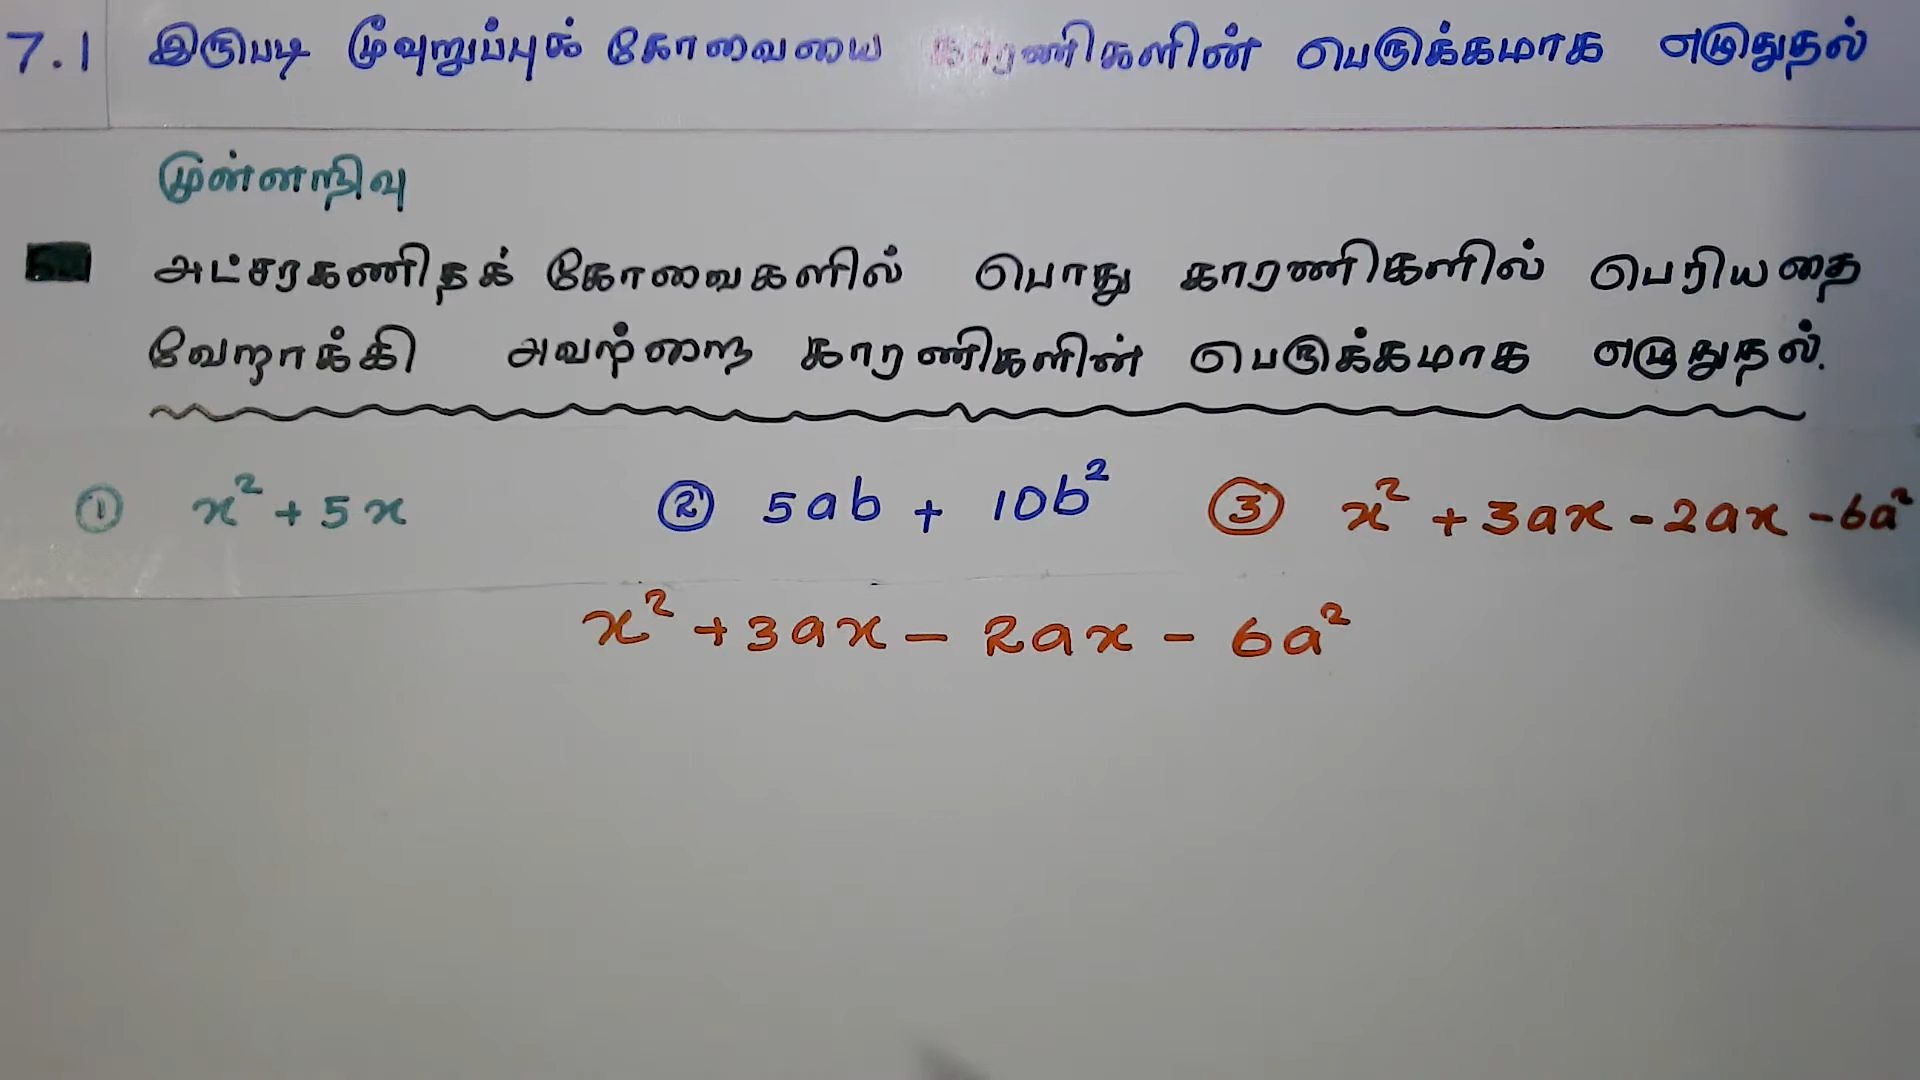 7.1 இருபடி மூவுறுப்புக் கோவையை காரணிகளின் பெருக்கமாக எழுதுதல்
முன்னறிவு
அட்சரகணிதக் கோவைகளில் பொது காரணிகளில் பெரியதை
வேறாக்கி அவற்றை காரணிகளின் பெருக்கமாக எழுதுதல்.
① x² + 5x ② 5ab + 10b² ③ x² + 3ax - 2ax - 6a²
x² + 3ax - 2ax - 6a²